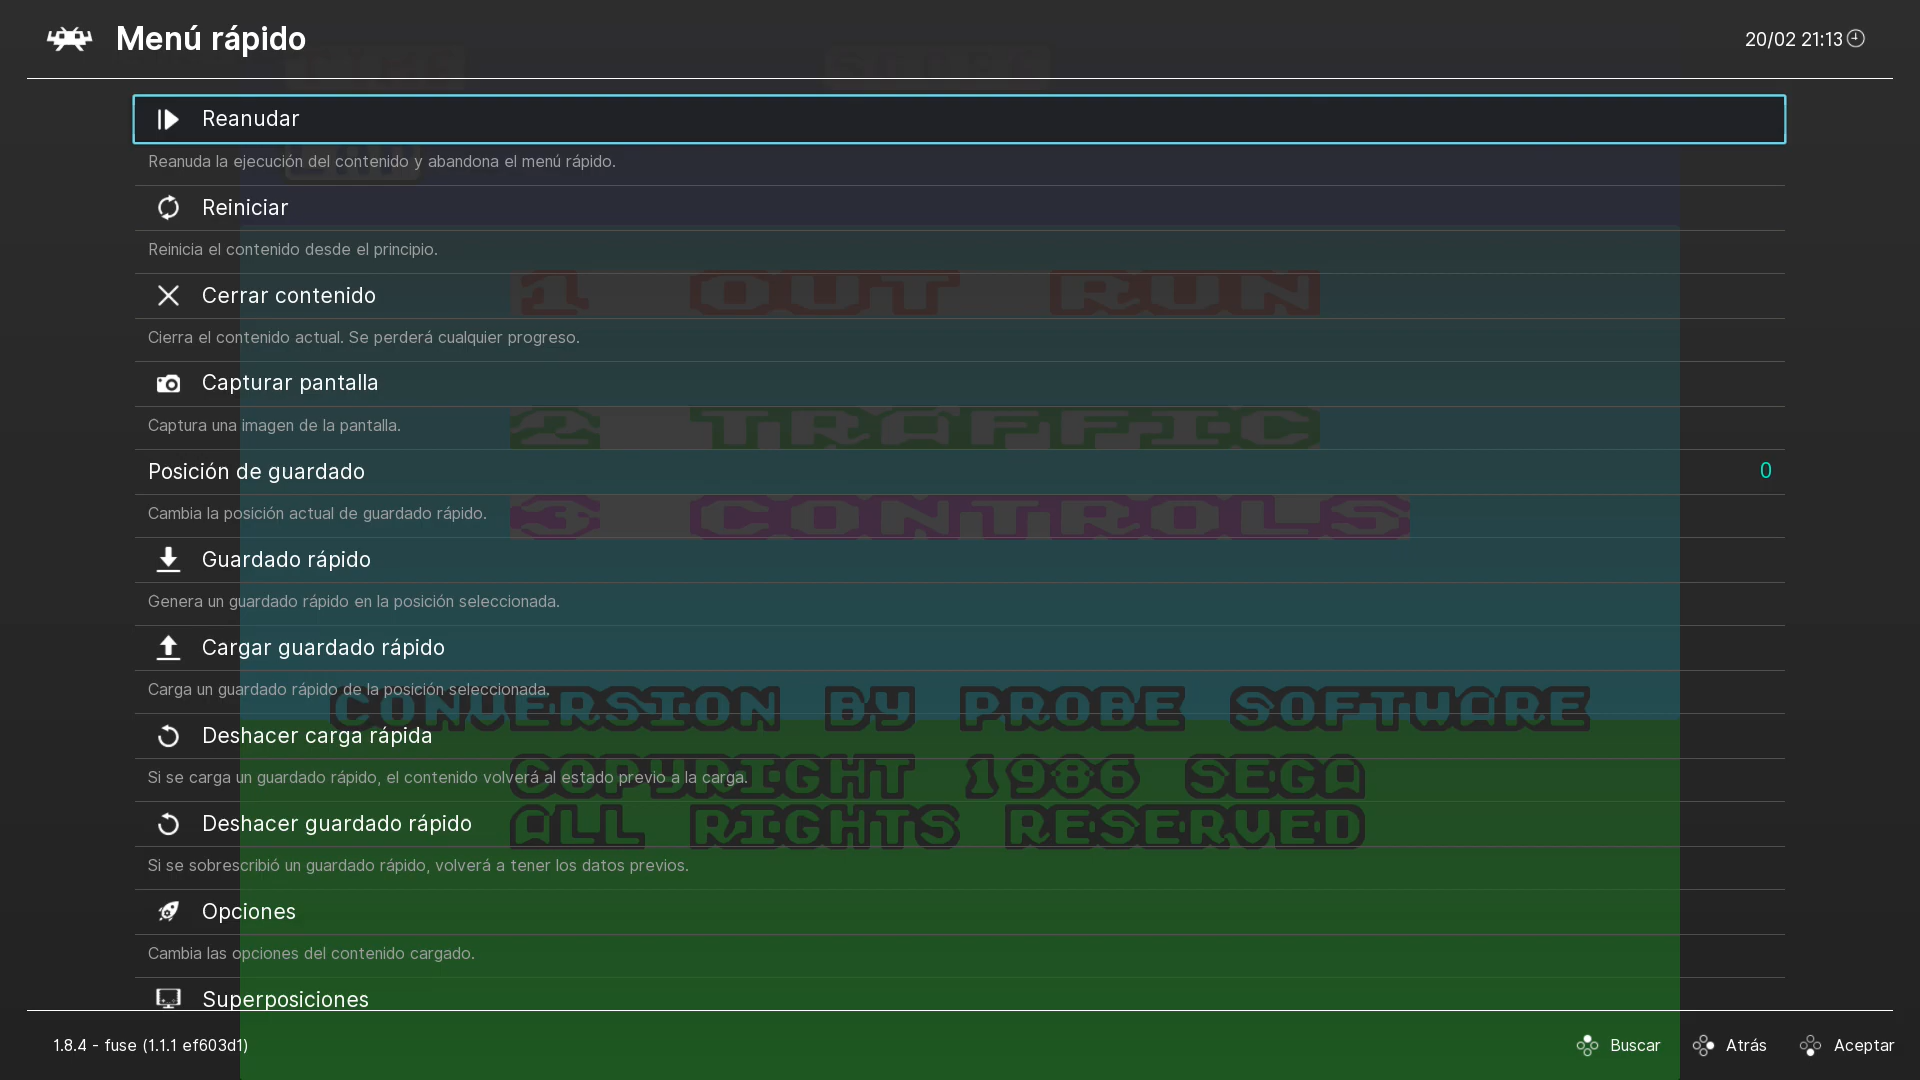 Menú rápido
20/02 21:13
Reanudar
Reanuda la ejecución del contenido y abandona el menú rápido.
Reiniciar
Reinicia el contenido desde el principio.
1 OUT RUN
Cerrar contenido
Cierra el contenido actual. Se perderá cualquier progreso.
Capturar pantalla
Captura una imagen de la pantalla.
2 TRAFFIC
Posición de guardado
0
Cambia la posición actual de guardado rápido.
3 CONTROLS
Guardado rápido
Genera un guardado rápido en la posición seleccionada.
Cargar guardado rápido
Carga un guardado rápido de la posición seleccionada.
CONVERSION BY PROBE SOFTWARE
Deshacer carga rápida
Si se carga un guardado rápido, el contenido volverá al estado previo a la carga.
COPYRIGHT 1986 SEGA
Deshacer guardado rápido
ALL RIGHTS RESERVED
Si se sobrescribió un guardado rápido, volverá a tener los datos previos.
Opciones
Cambia las opciones del contenido cargado.
Superposiciones
1.8.4 - fuse (1.1.1 ef603d1)
Buscar
Atrás
Aceptar